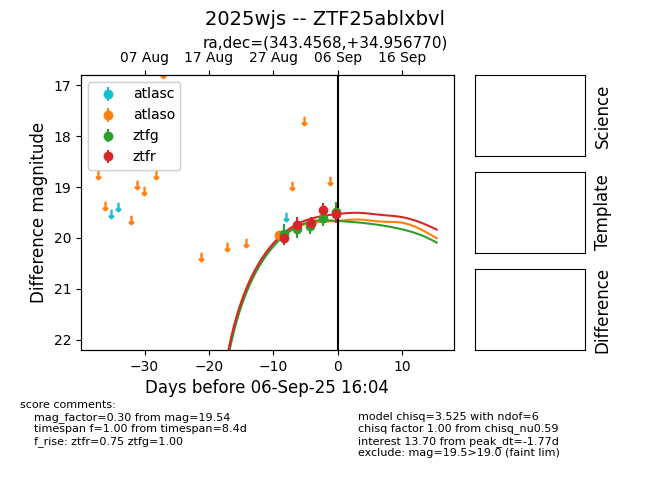 2025wjs -- ZTF25ablxbvl
ra,dec=(343.4568,+34.956770)
07 Aug 17 Aug 27 Aug 06 Sep 16 Sep
17
18
19
20
21
22
Difference magnitude
atlasc
atlaso
ztfg
ztfr
−30 −20 −10 0 10
Days before 06-Sep-25 16:04
Science
Template
Difference
score comments:
mag_factor=0.30 from mag=19.54
timespan f=1.00 from timespan=8.4d
f_rise: ztfr=0.75 ztfg=1.00
model chisq=3.525 with ndof=6
chisq factor 1.00 from chisq_nu0.59
interest 13.70 from peak_dt=-1.77d
exclude: mag=19.5>19.0 (faint lim)